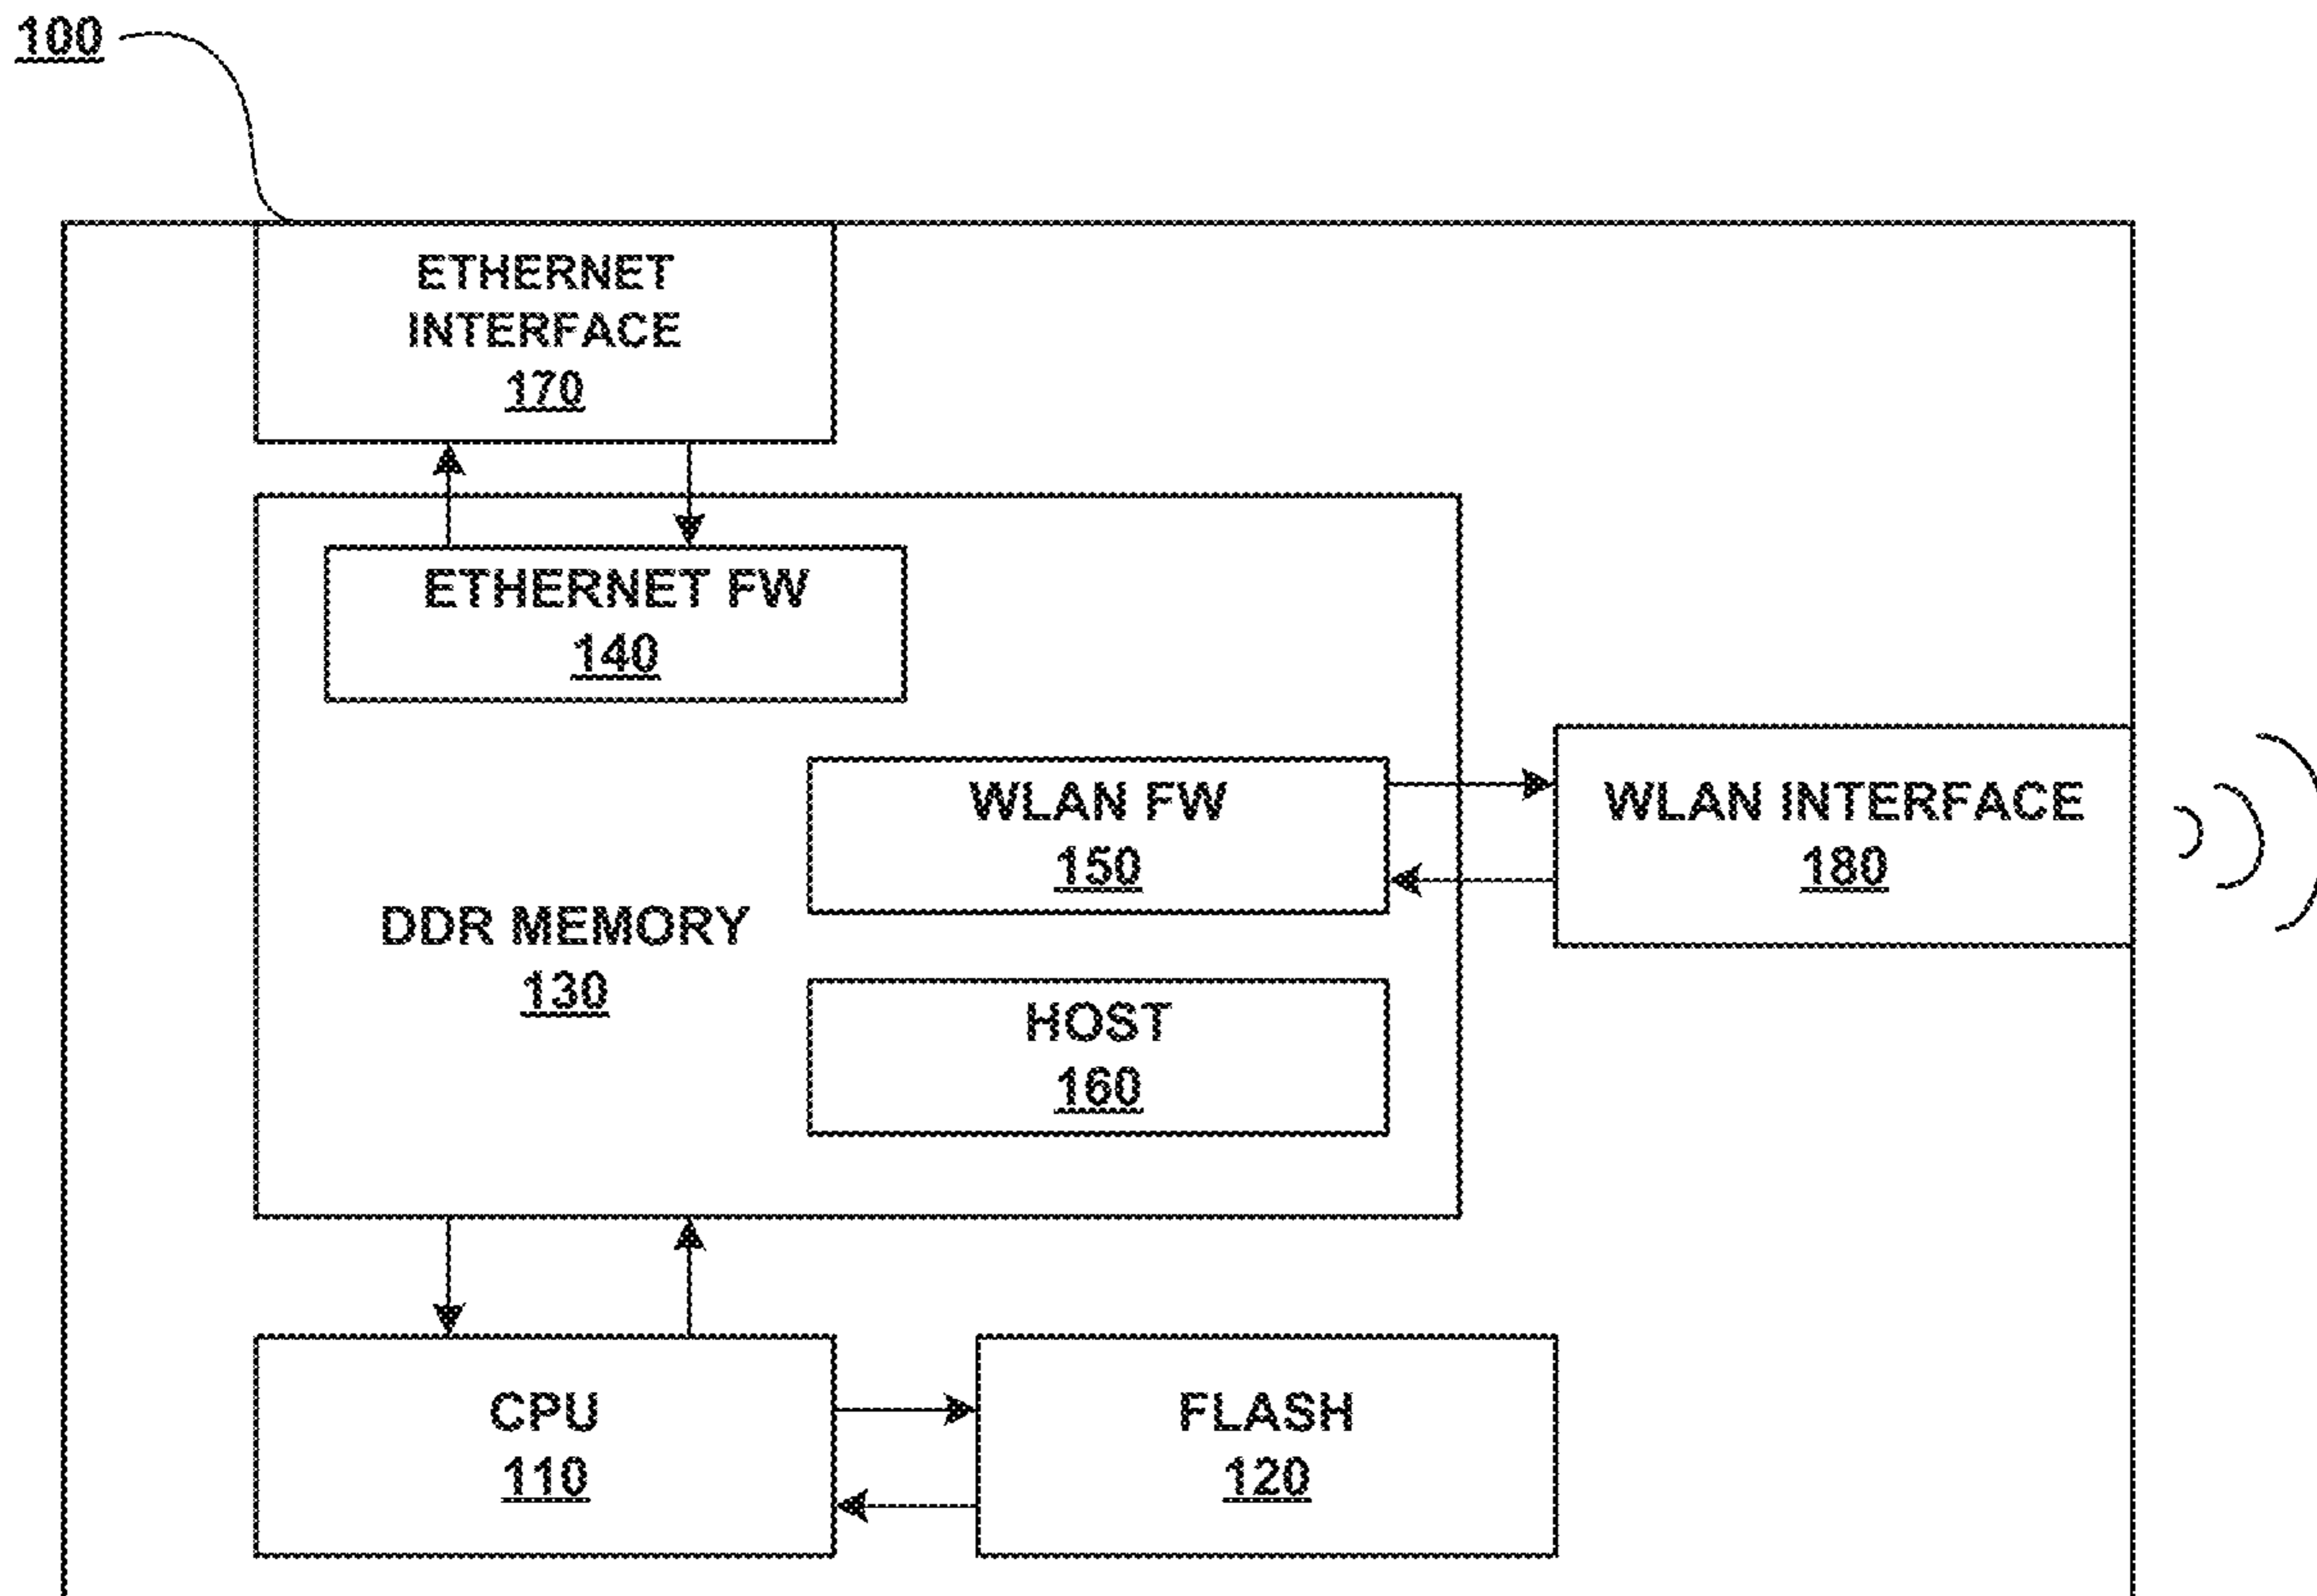 100
ETHERNET
INTERFACE
170
ETHERNET FW
140
WLAN FW
150
WLAN INTERFACE
180
DDR MEMORY
130
HOST
160
CPU
110
FLASH
120